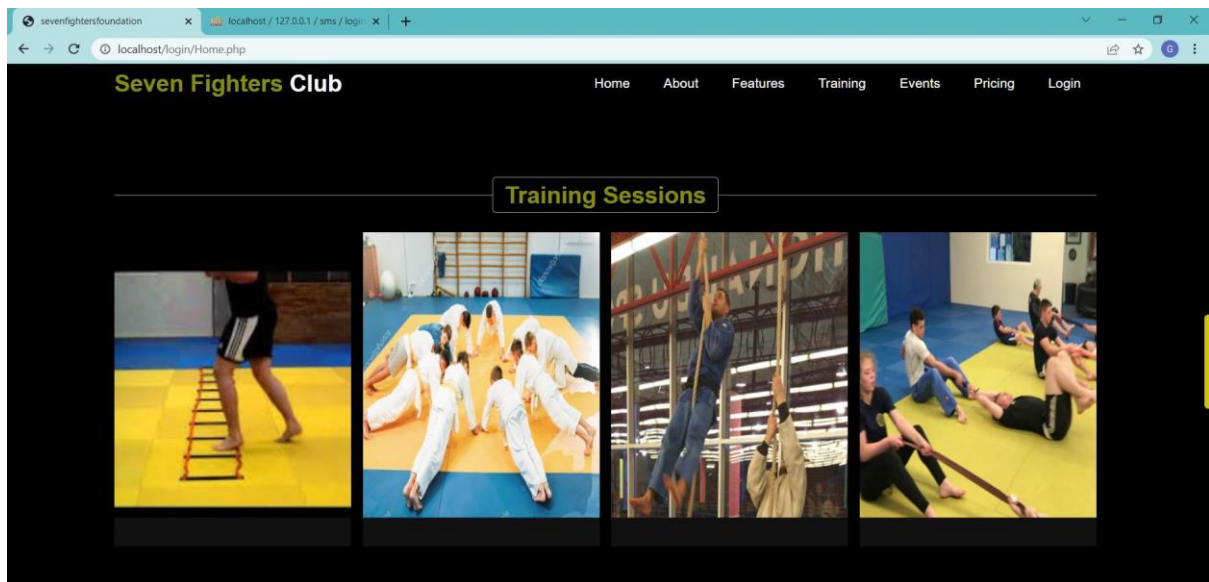 sevenfightersfoundation
localhost / 127.0.0.1 / sms / login
localhost/login/Home.php
G
Seven Fighters Club
Home About Features Training Events Pricing Login
Training Sessions